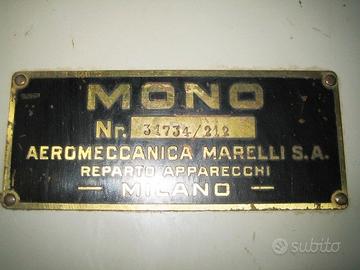 MONO
Nr. 31734/212
AEROMECCANICA MARELLI S.A.
REPARTO APPARECCHI
— MILANO —
subito